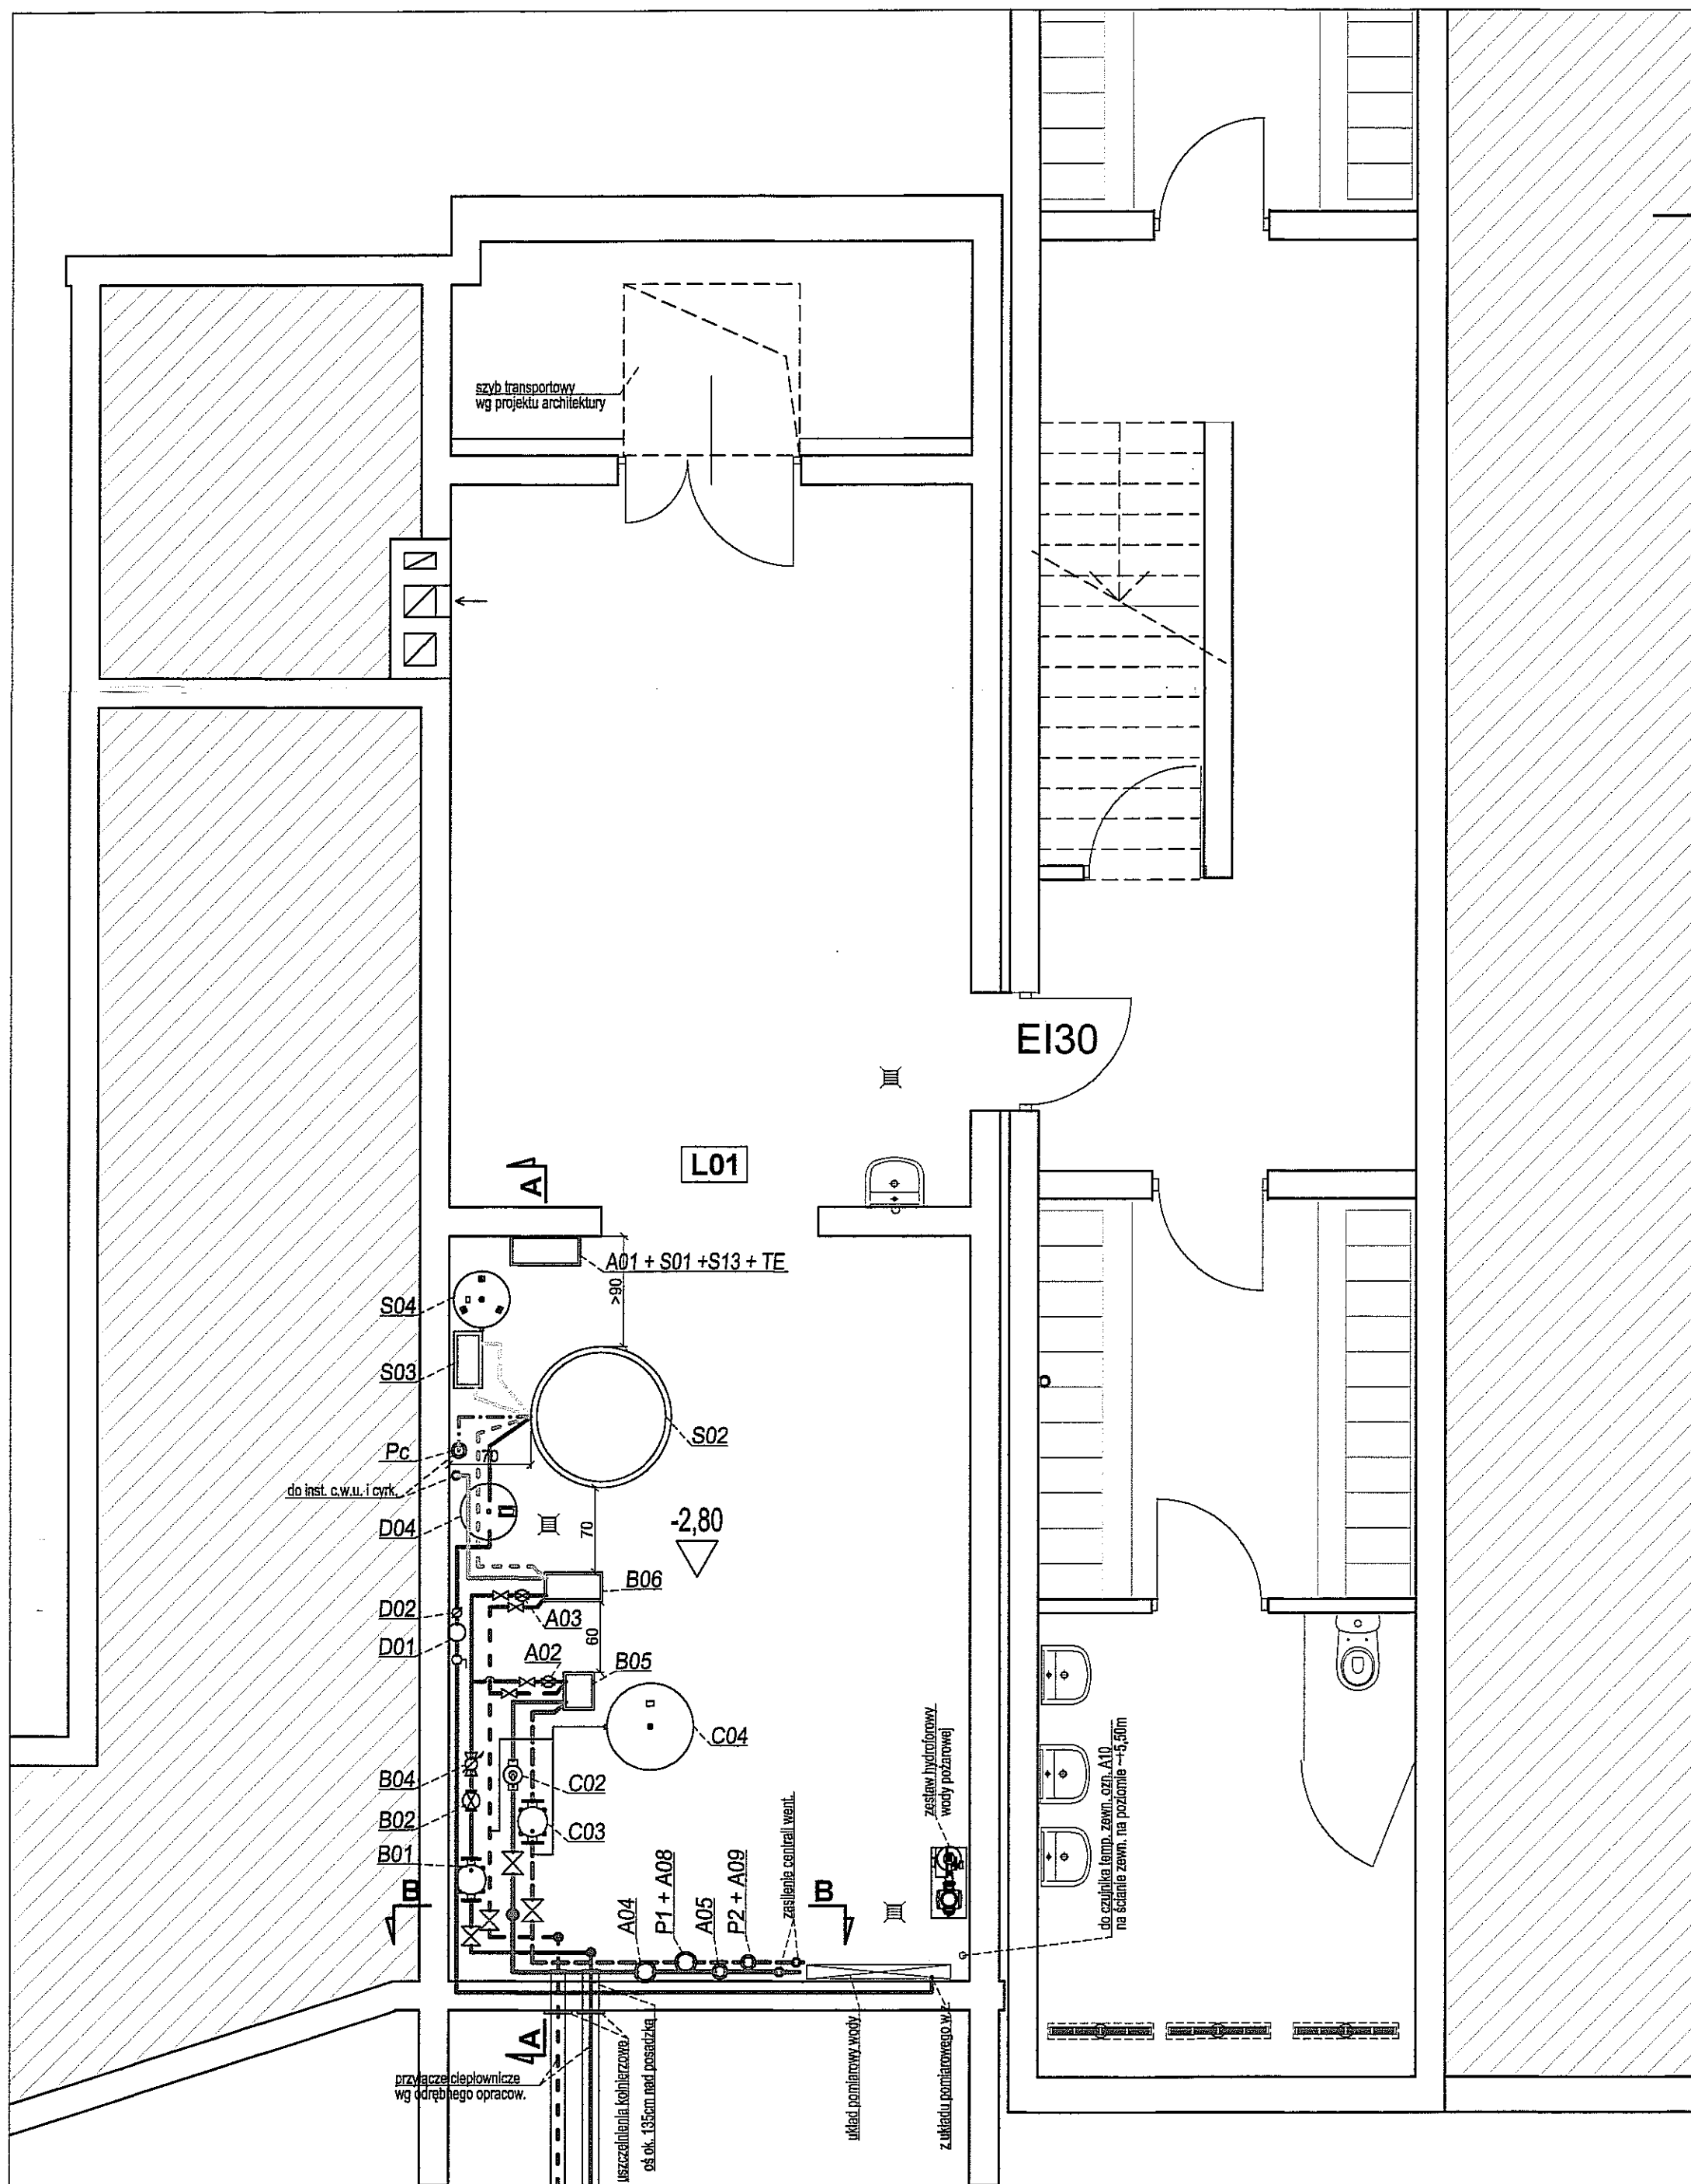 szyb transportowy
wg projektu architektury
EI30
L01
A
A01 + S01 +S13 + TE
>90
S04
S03
S02
Pc
70
do inst. c.w.u. i cyrk.
D04
70
-2,80
B06
D02
A03
D01
60
A02
B05
C04
B04
C02
B02
C03
B01
B
A04
P1 + A08
A05
P2 + A09
zasilenie centrali went.
B
zestaw hydroforowy
wody pożarowej
do czujnika temp. zewn. ozn. A10
na ścianie zewn. na poziomie ~+5,50m
A
przyłącze ciepłownicze
wg odrębnego opracow.
uszczelnienia kołnierzowe
oś ok. 135cm nad posadzką
układ pomiarowy wody
z układu pomiarowego w.z.